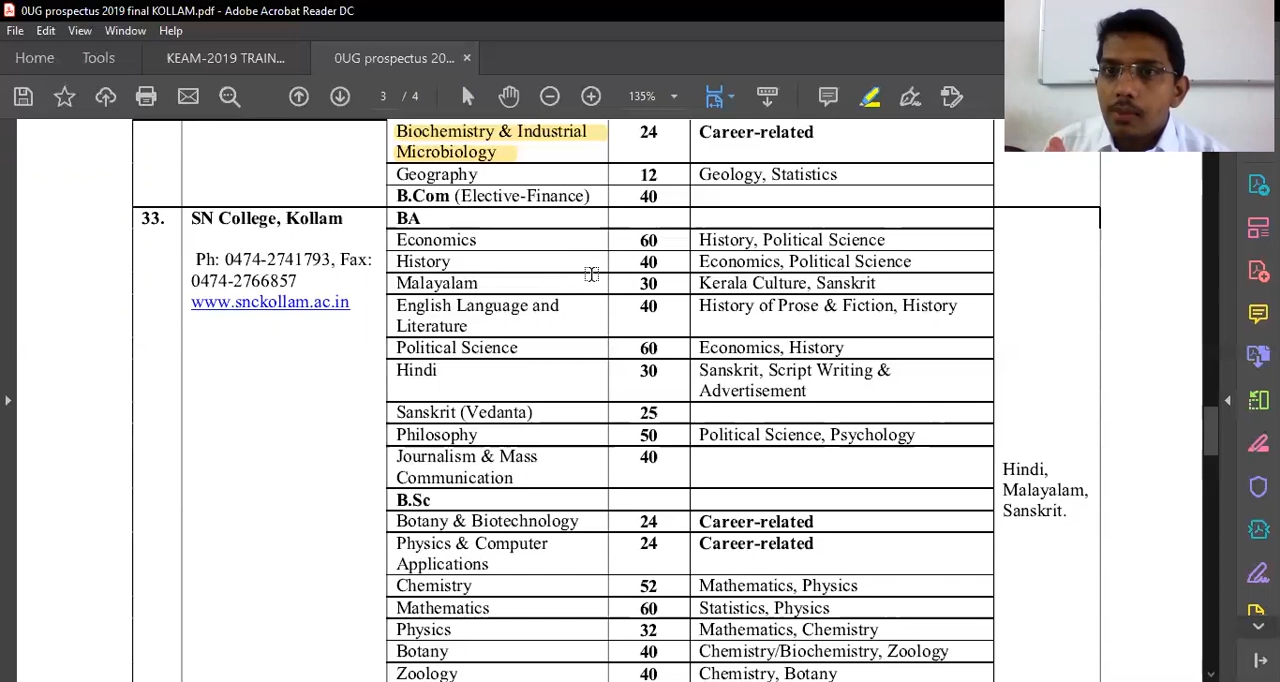 0UG prospectus 2019 final KOLLAM.pdf - Adobe Acrobat Reader DC
File Edit View Window Help
Home Tools KEAM-2019 TRAIN... 0UG prospectus 20... ×
3 / 4 135%
Biochemistry & Industrial Microbiology 24 Career-related
Geography 12 Geology, Statistics
B.Com (Elective-Finance) 40
33. SN College, Kollam BA
Ph: 0474-2741793, Fax:
0474-2766857
www.snckollam.ac.in
Economics 60 History, Political Science
History 40 Economics, Political Science
Malayalam 30 Kerala Culture, Sanskrit
English Language and Literature 40 History of Prose & Fiction, History
Political Science 60 Economics, History
Hindi 30 Sanskrit, Script Writing & Advertisement
Sanskrit (Vedanta) 25
Philosophy 50 Political Science, Psychology
Journalism & Mass Communication 40
B.Sc
Botany & Biotechnology 24 Career-related
Physics & Computer Applications 24 Career-related
Chemistry 52 Mathematics, Physics
Mathematics 60 Statistics, Physics
Physics 32 Mathematics, Chemistry
Botany 40 Chemistry/Biochemistry, Zoology
Zoology 40 Chemistry, Botany
Hindi,
Malayalam,
Sanskrit.